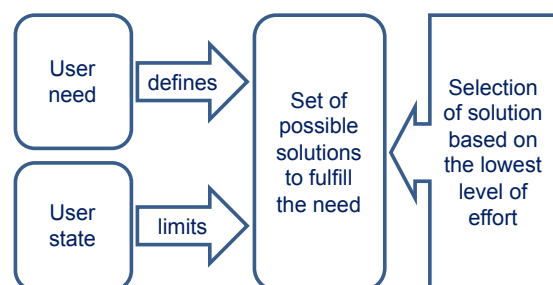 User
need
defines
User
state
limits
Set of
possible
solutions
to fulfill
the need
Selection
of solution
based on
the lowest
level of
effort